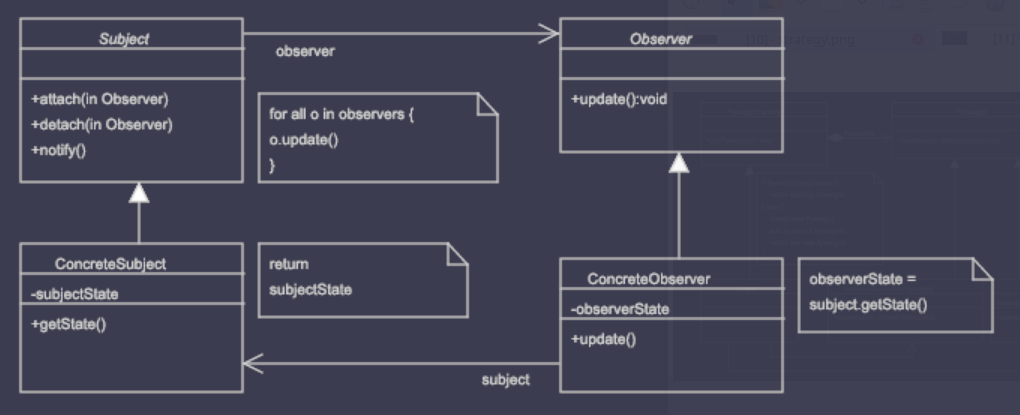 Subject
+attach(in Observer)
+detach(in Observer)
+notify()
observer
for all o in observers {
o.update()
}
Observer
+update():void
ConcreteSubject
-subjectState
+getState()
return
subjectState
ConcreteObserver
-observerState
+update()
observerState =
subject.getState()
subject